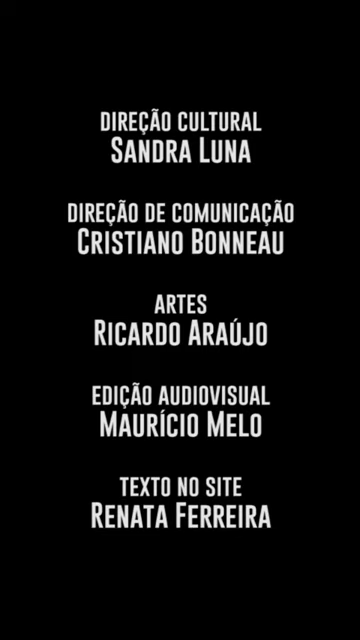 DIREÇÃO CULTURAL
SANDRA LUNA
DIREÇÃO DE COMUNICAÇÃO
CRISTIANO BONNEAU
ARTES
RICARDO ARAÚJO
EDIÇÃO AUDIOVISUAL
MAURÍCIO MELO
TEXTO NO SITE
RENATA FERREIRA